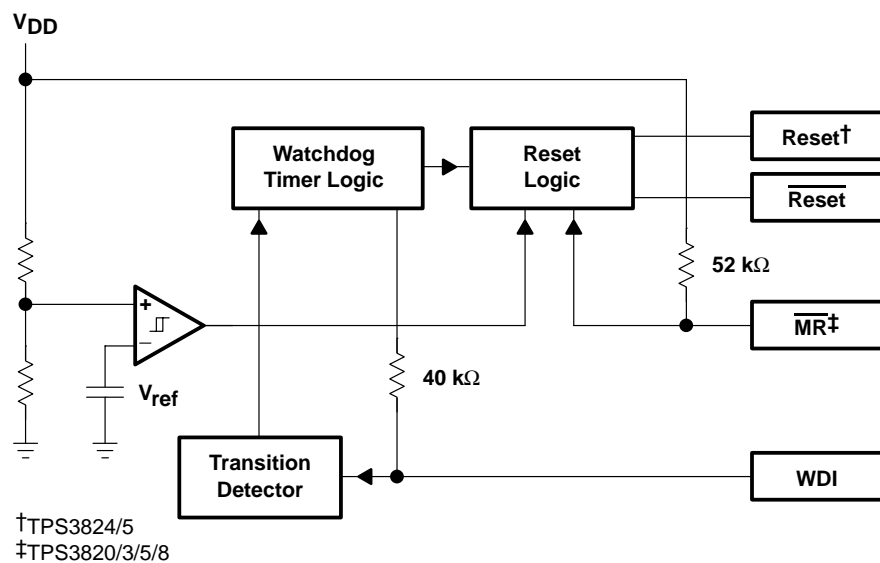 VDD
Watchdog
Timer Logic
Reset
Logic
Reset†
Reset
52 kΩ
+
−
MR‡
Vref
40 kΩ
Transition
Detector
WDI
†TPS3824/5
‡TPS3820/3/5/8